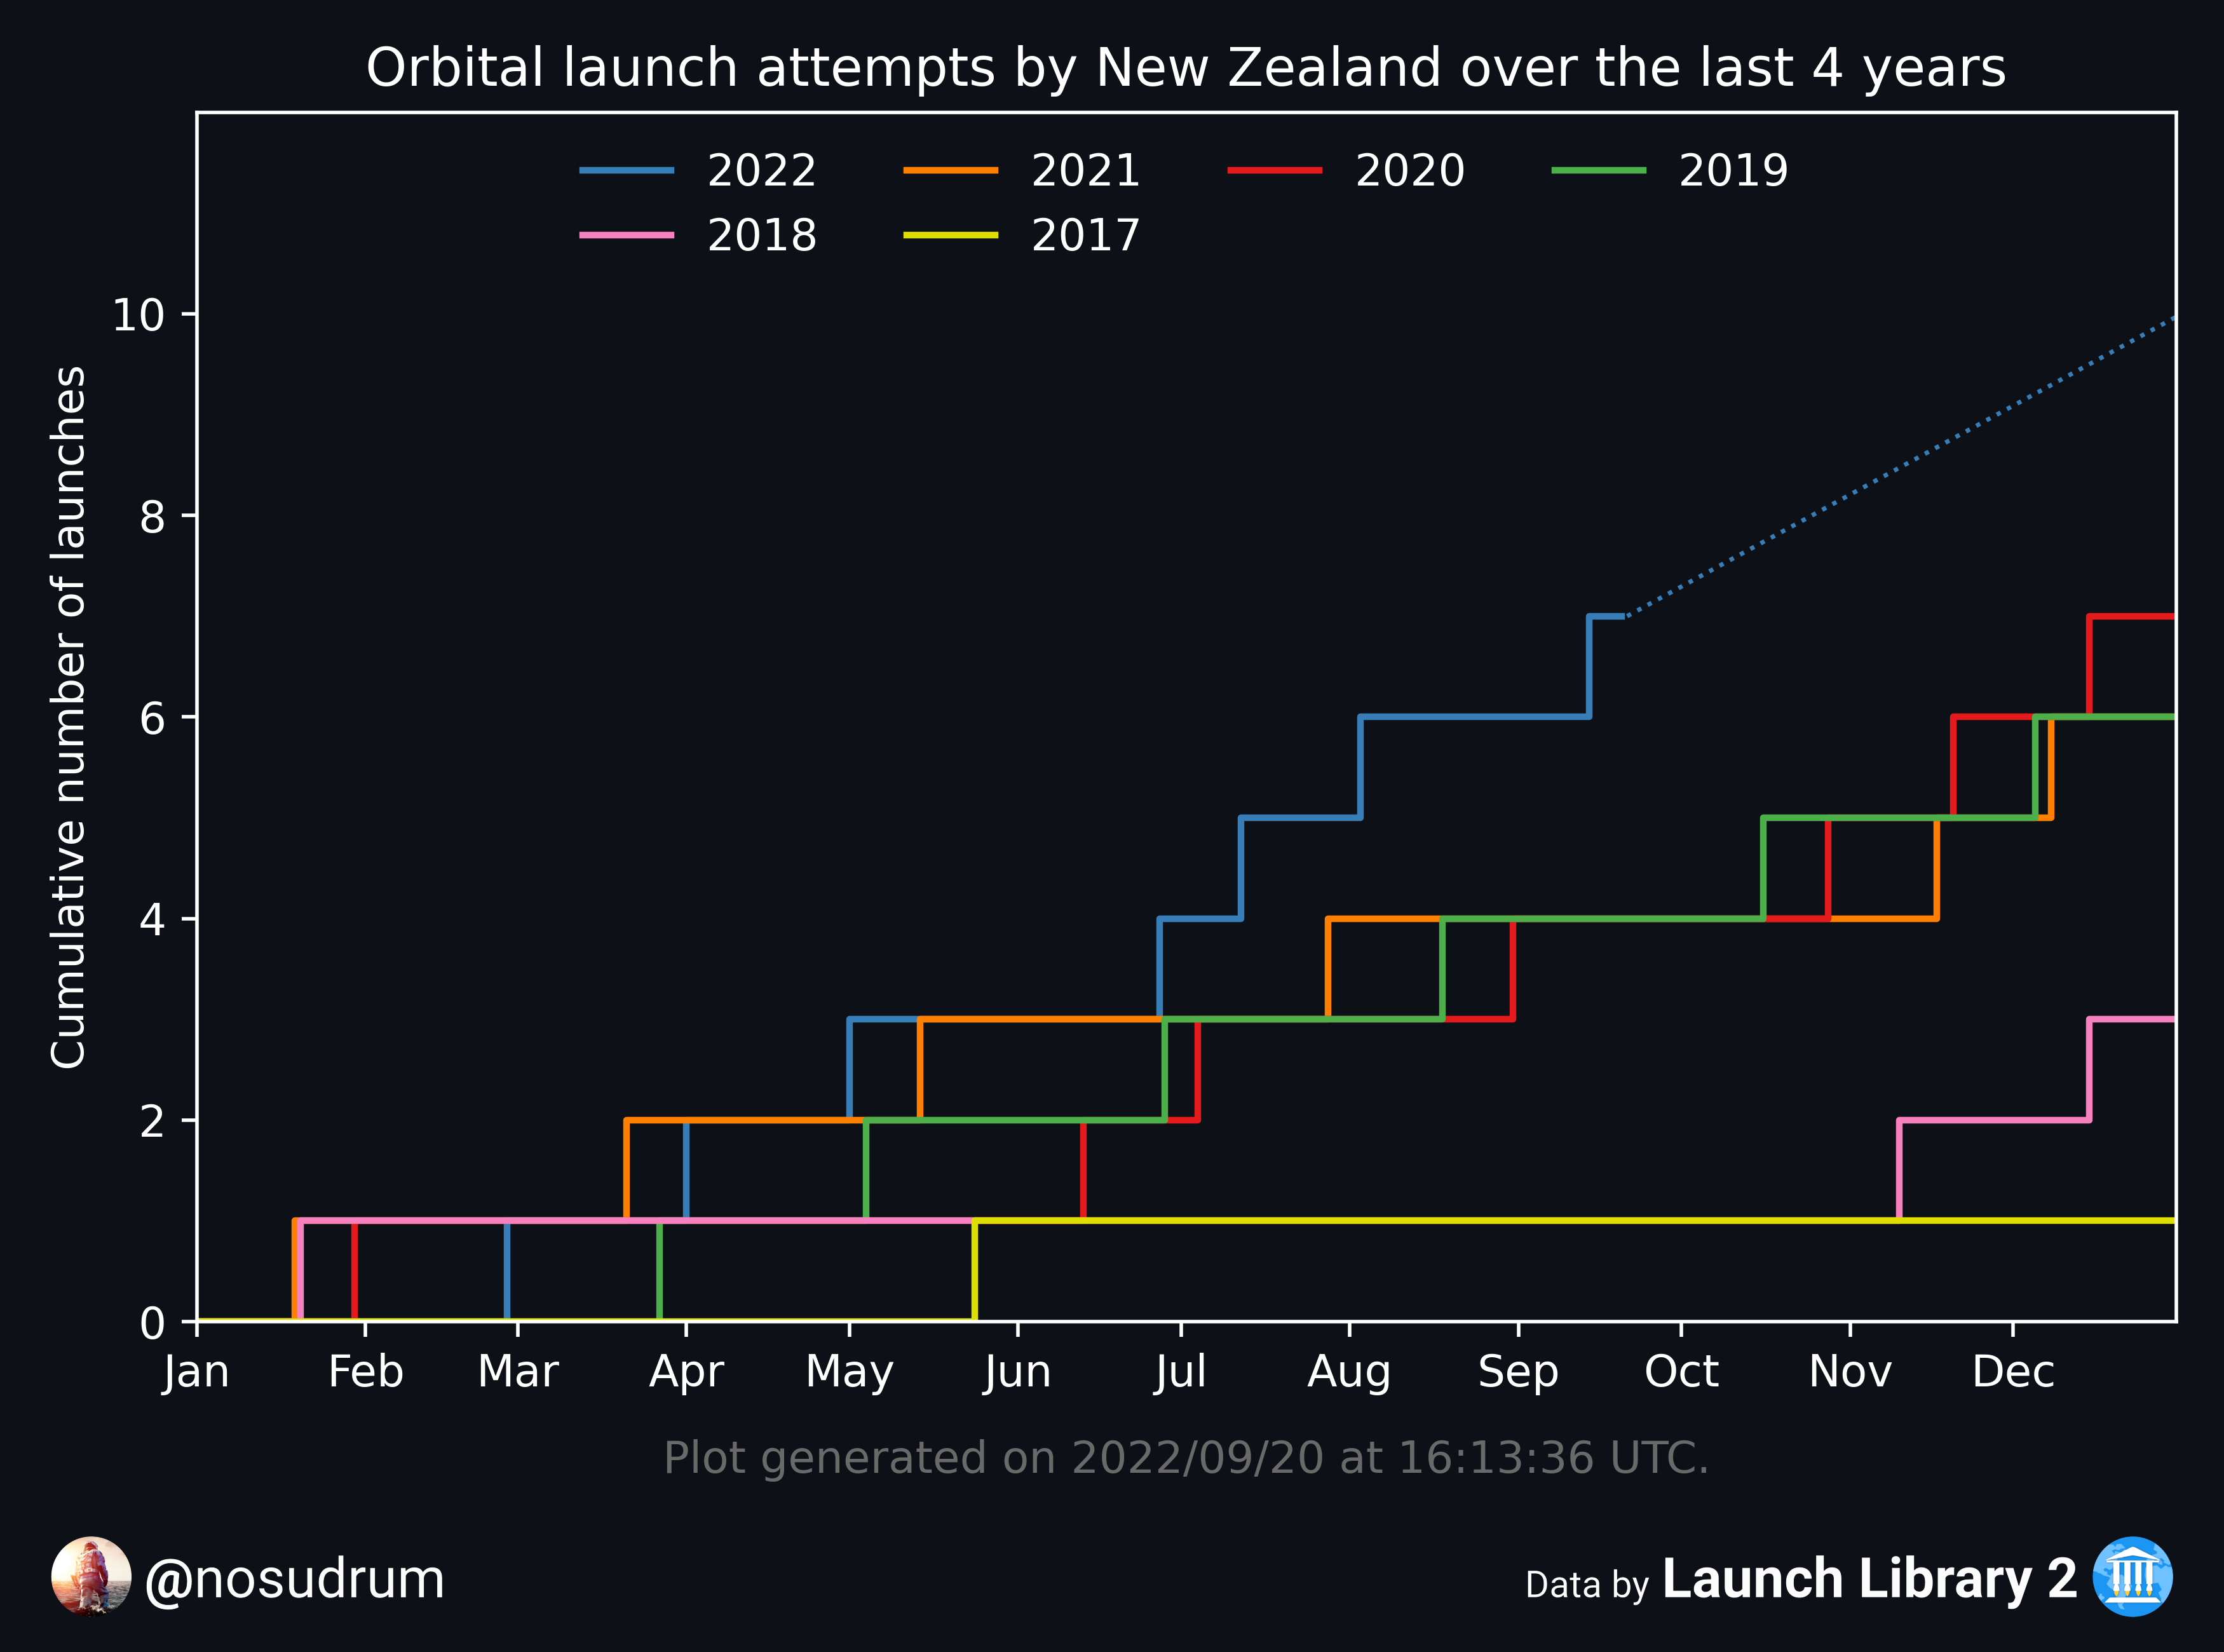 Orbital launch attempts by New Zealand over the last 4 years
2022 2021 2020 2019
2018 2017
Cumulative number of launches
10
8
6
4
2
0
Jan Feb Mar Apr May Jun Jul Aug Sep Oct Nov Dec
Plot generated on 2022/09/20 at 16:13:36 UTC.
@nosudrum
Data by Launch Library 2